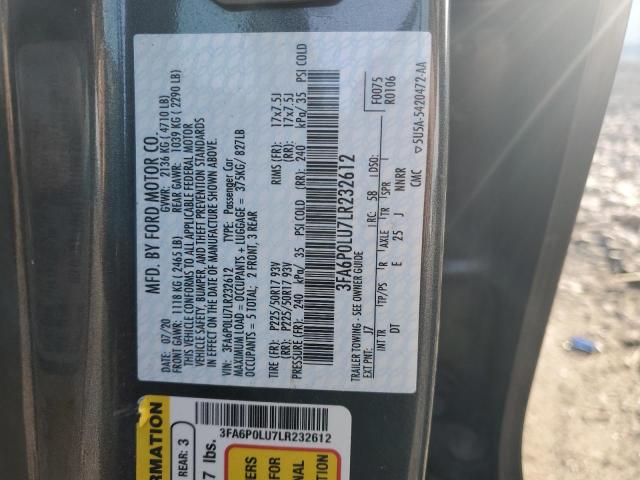 MFD. BY FORD MOTOR CO.
DATE: 07/20 GVWR: 2136 KG ( 4710 LB)
FRONT GAWR: 1118 KG ( 2465 LB) REAR GAWR: 1039 KG ( 2290 LB)
THIS VEHICLE CONFORMS TO ALL APPLICABLE FEDERAL MOTOR
VEHICLE SAFETY, BUMPER, AND THEFT PREVENTION STANDARDS
IN EFFECT ON THE DATE OF MANUFACTURE SHOWN ABOVE.
VIN: 3FA6P0LU7LR232612 TYPE: Passenger Car
MAXIMUM LOAD = OCCUPANTS + LUGGAGE = 375KG/ 827LB
OCCUPANTS = 5 TOTAL; 2 FRONT, 3 REAR
TIRE (FR): P225/50R17 93V RIMS (FR): 17x7.5J
(RR): P225/50R17 93V (RR): 17x7.5J
PRESSURE (FR): 240 kPa/ 35 PSI COLD (RR): 240 kPa/ 35 PSI COLD
3FA6P0LU7LR232612
TRAILER TOWING - SEE OWNER GUIDE
EXT PNT: J7 RC: 58 DSO: F0075
R0106
INT TR TP/PS R AXLE TR SPR
DT E 25 J NNRR
CMC 5U5A-5420472-AA
3FA6P0LU7LR232612
REAR: 3
7 lbs.